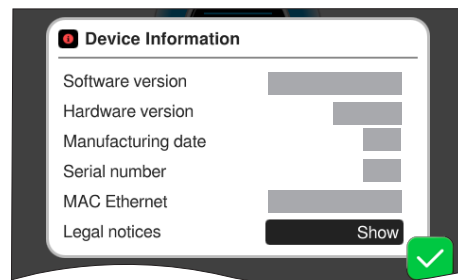 Device Information
Software version
Hardware version
Manufacturing date
Serial number
MAC Ethernet
Legal notices Show